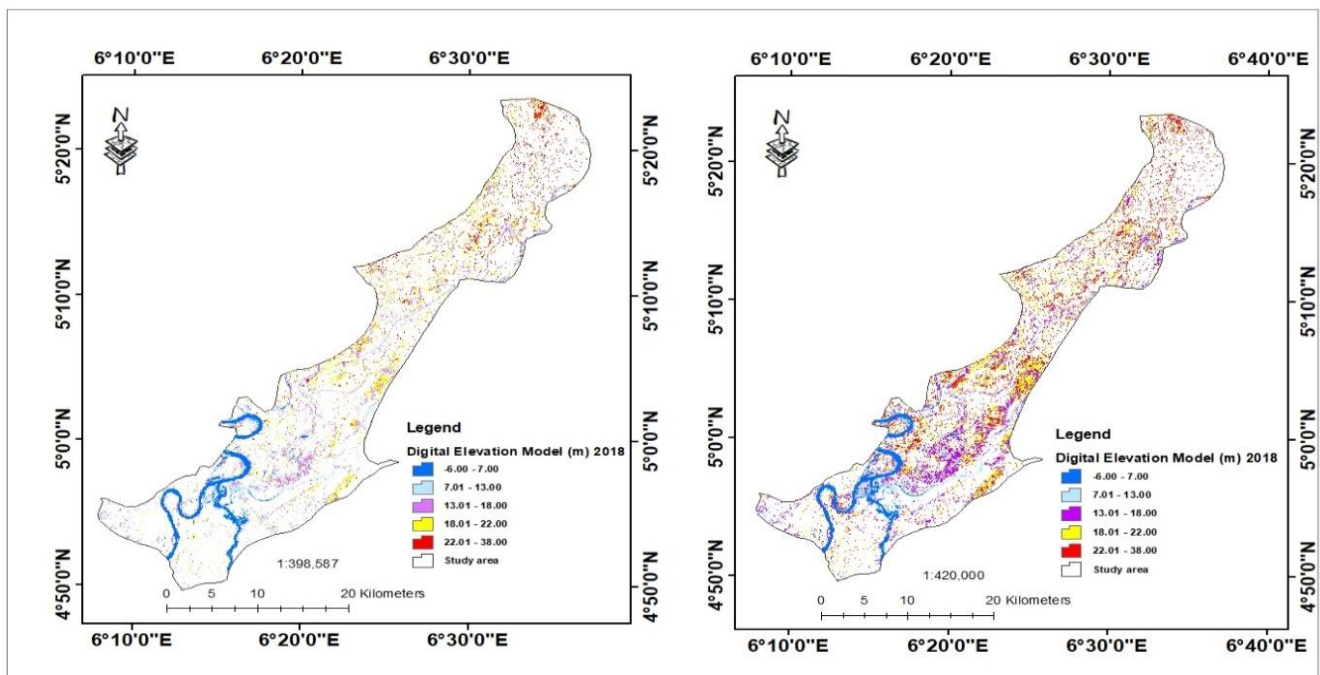 6°10'0"E 6°20'0"E 6°30'0"E
N
5°20'0"N 5°20'0"N
5°10'0"N 5°10'0"N
5°0'0"N 5°0'0"N
4°50'0"N 4°50'0"N
Legend
Digital Elevation Model (m) 2018
-6.00 - 7.00
7.01 - 13.00
13.01 - 18.00
18.01 - 22.00
22.01 - 38.00
Study area
1:398,587
0 5 10 20 Kilometers
6°10'0"E 6°20'0"E 6°30'0"E
6°10'0"E 6°20'0"E 6°30'0"E 6°40'0"E
N
5°20'0"N 5°20'0"N
5°10'0"N 5°10'0"N
5°0'0"N 5°0'0"N
4°50'0"N 4°50'0"N
Legend
Digital Elevation Model (m) 2018
-6.00 - 7.00
7.01 - 13.00
13.01 - 18.00
18.01 - 22.00
22.01 - 38.00
Study area
1:420,000
0 5 10 20 Kilometers
6°10'0"E 6°20'0"E 6°30'0"E 6°40'0"E